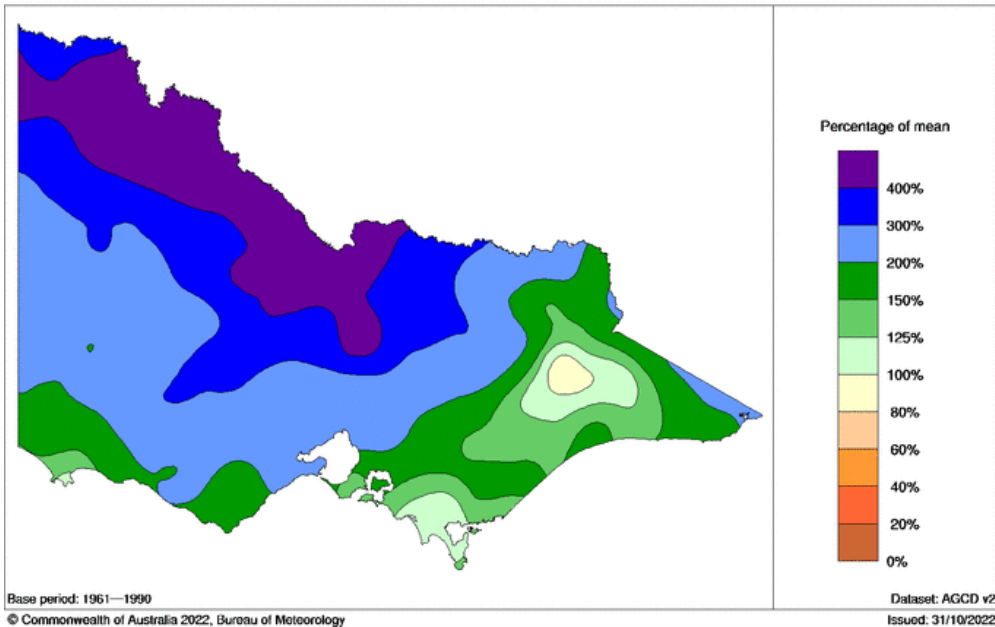 Percentage of mean
400%
300%
200%
150%
125%
100%
80%
60%
40%
20%
0%
Base period: 1961—1990
Dataset: AGCD v2
© Commonwealth of Australia 2022, Bureau of Meteorology
Issued: 31/10/2022